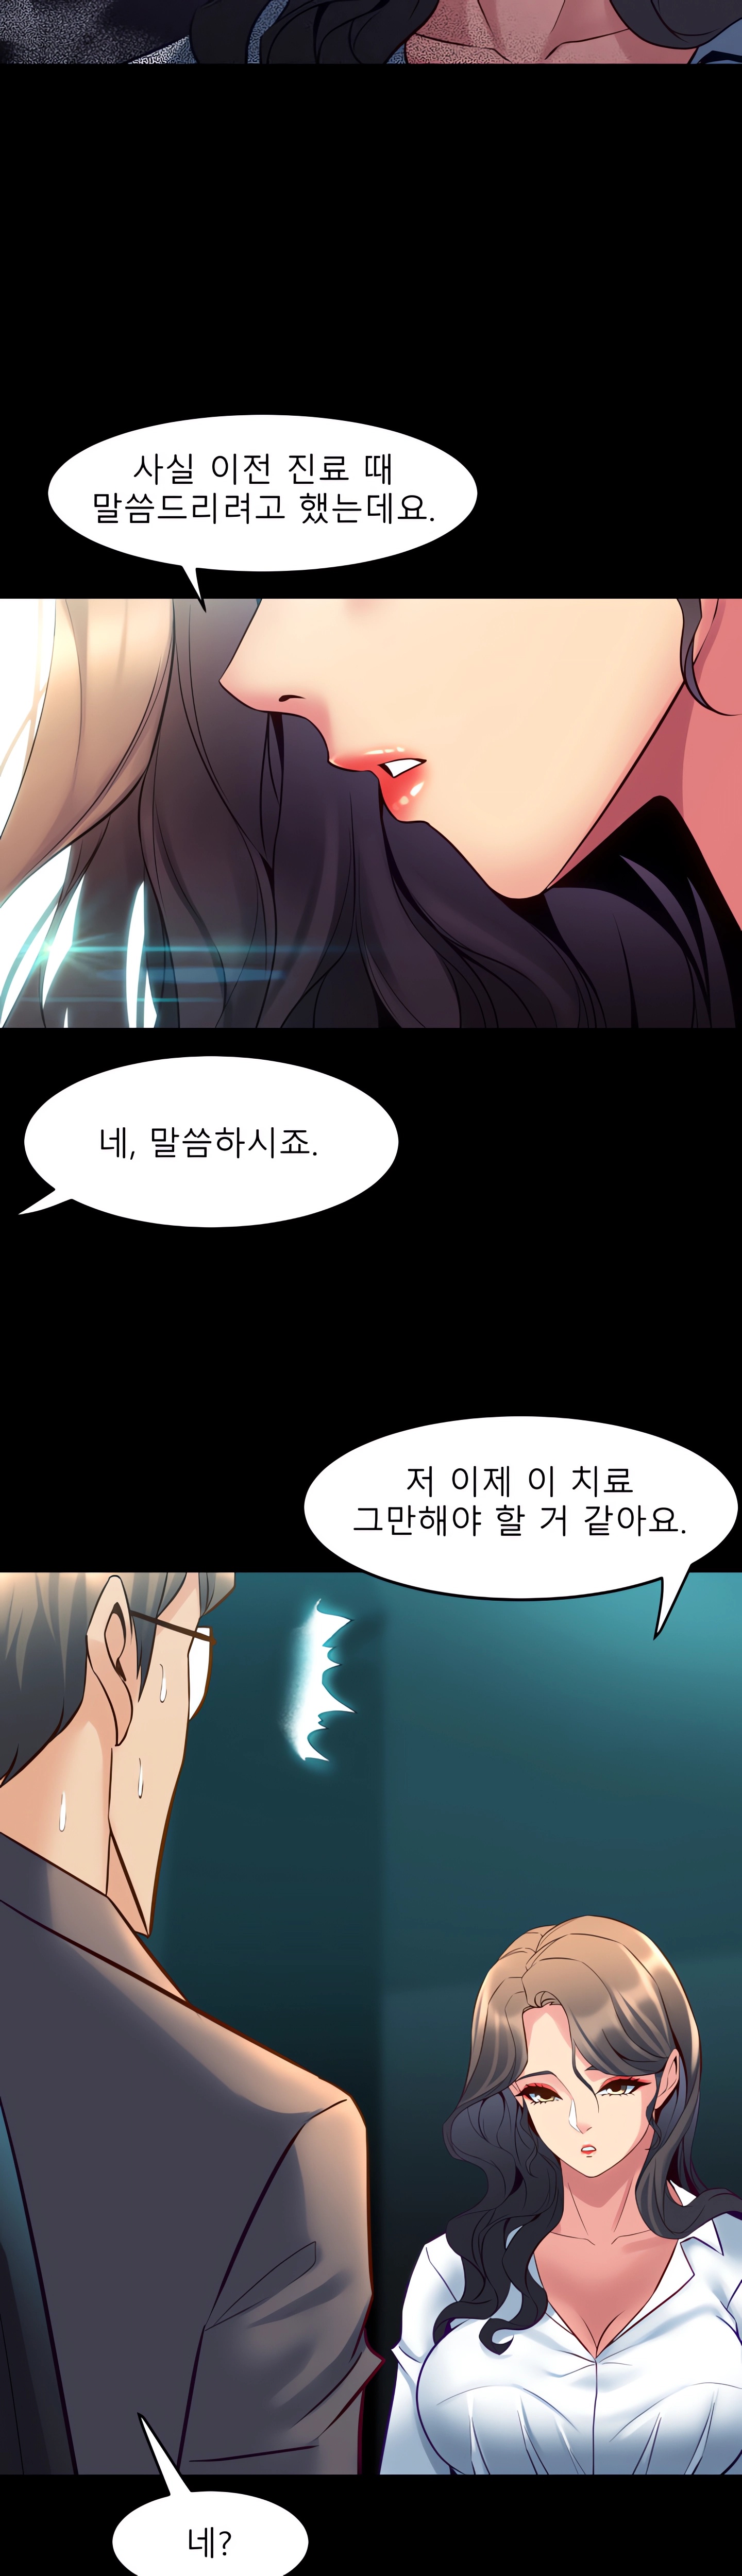 사실 이전 진료 때
말씀드리려고 했는데요.
네, 말씀하시죠.
저 이제 이 치료
그만해야 할 거 같아요.
네?